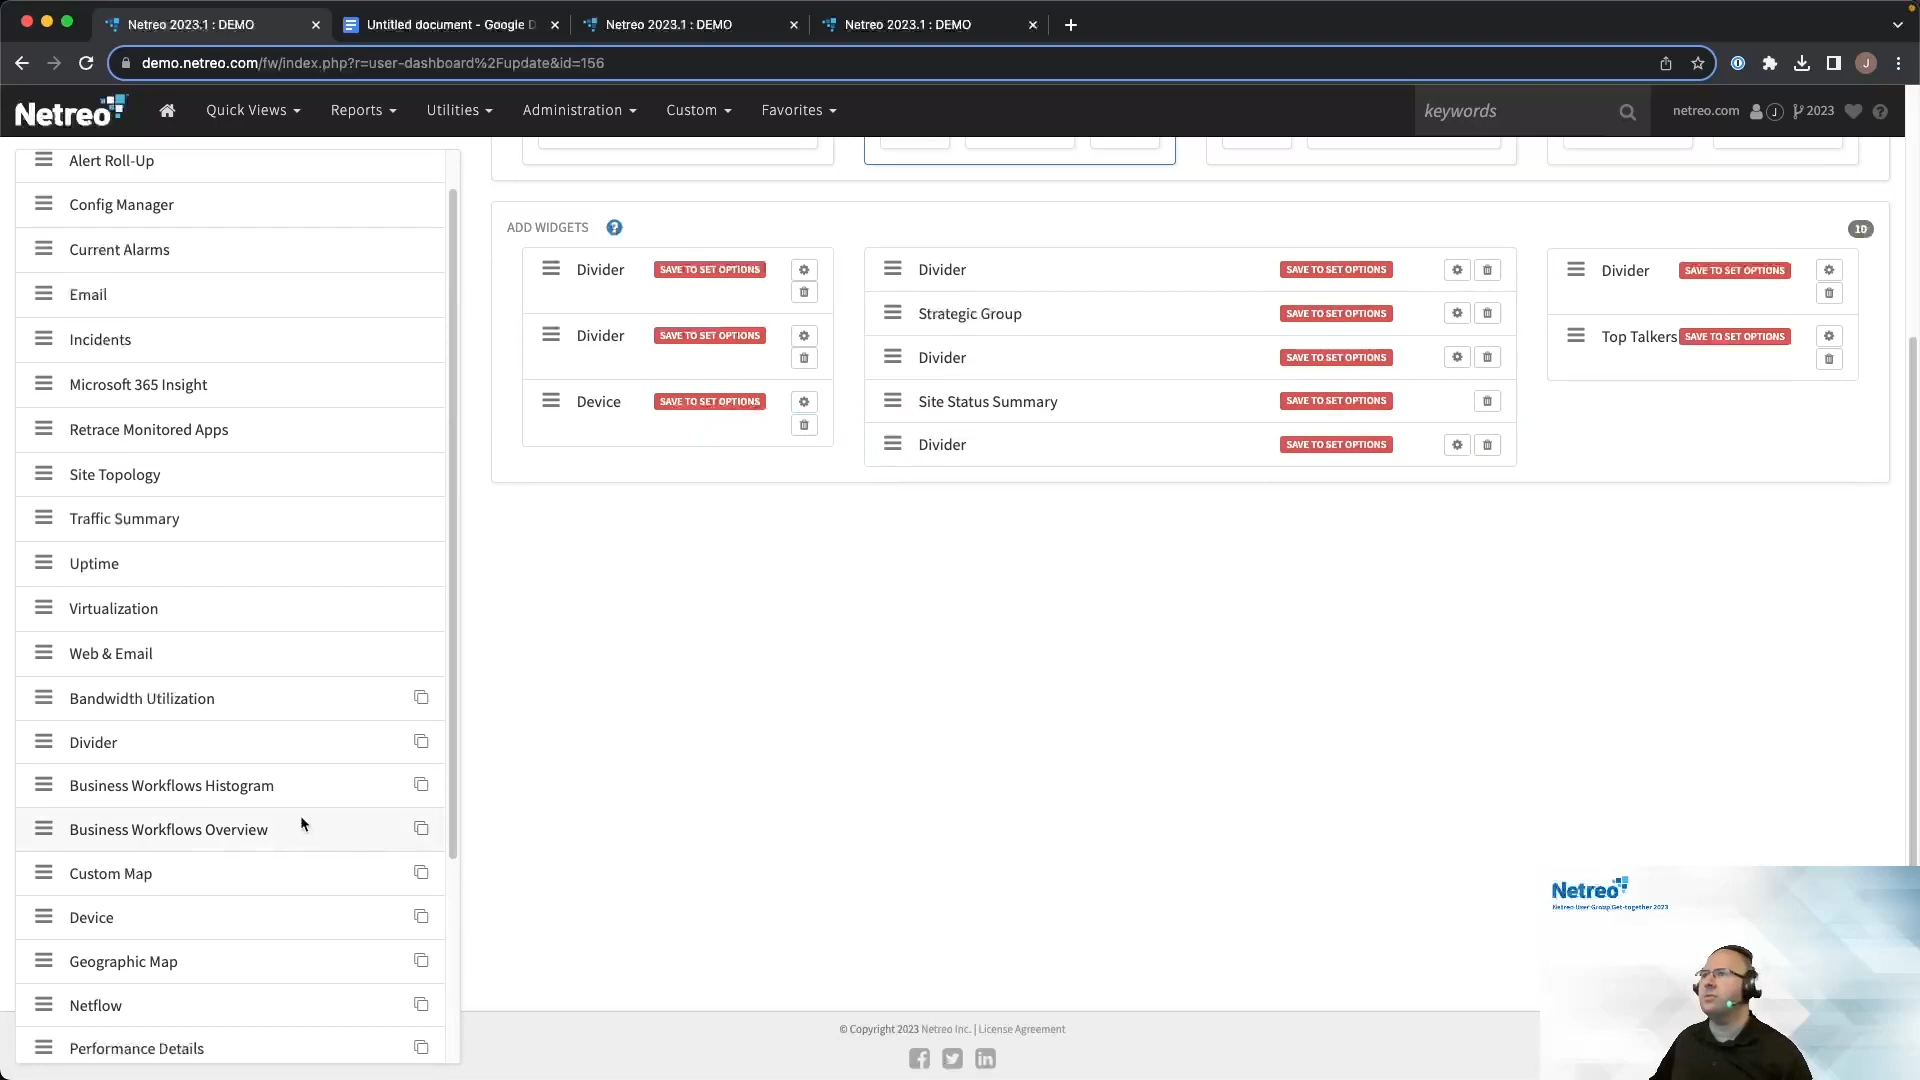 Netreo 2023.1 : DEMO
Untitled document - Google D
Netreo 2023.1 : DEMO
Netreo 2023.1 : DEMO
demo.netreo.com/fw/index.php?r=user-dashboard%2Fupdate&id=156
J
Netreo
Quick Views
Reports
Utilities
Administration
Custom
Favorites
keywords
netreo.com
J
2023
Alert Roll-Up
Config Manager
Current Alarms
Email
Incidents
Microsoft 365 Insight
Retrace Monitored Apps
Site Topology
Traffic Summary
Uptime
Virtualization
Web & Email
Bandwidth Utilization
Divider
Business Workflows Histogram
Business Workflows Overview
Custom Map
Device
Geographic Map
Netflow
Performance Details
ADD WIDGETS ?
10
Divider SAVE TO SET OPTIONS
Divider SAVE TO SET OPTIONS
Device SAVE TO SET OPTIONS
Divider SAVE TO SET OPTIONS
Strategic Group SAVE TO SET OPTIONS
Divider SAVE TO SET OPTIONS
Site Status Summary SAVE TO SET OPTIONS
Divider SAVE TO SET OPTIONS
Divider SAVE TO SET OPTIONS
Top Talkers SAVE TO SET OPTIONS
© Copyright 2023 Netreo Inc. | License Agreement
Netreo
Netreo User Group Get-together 2023